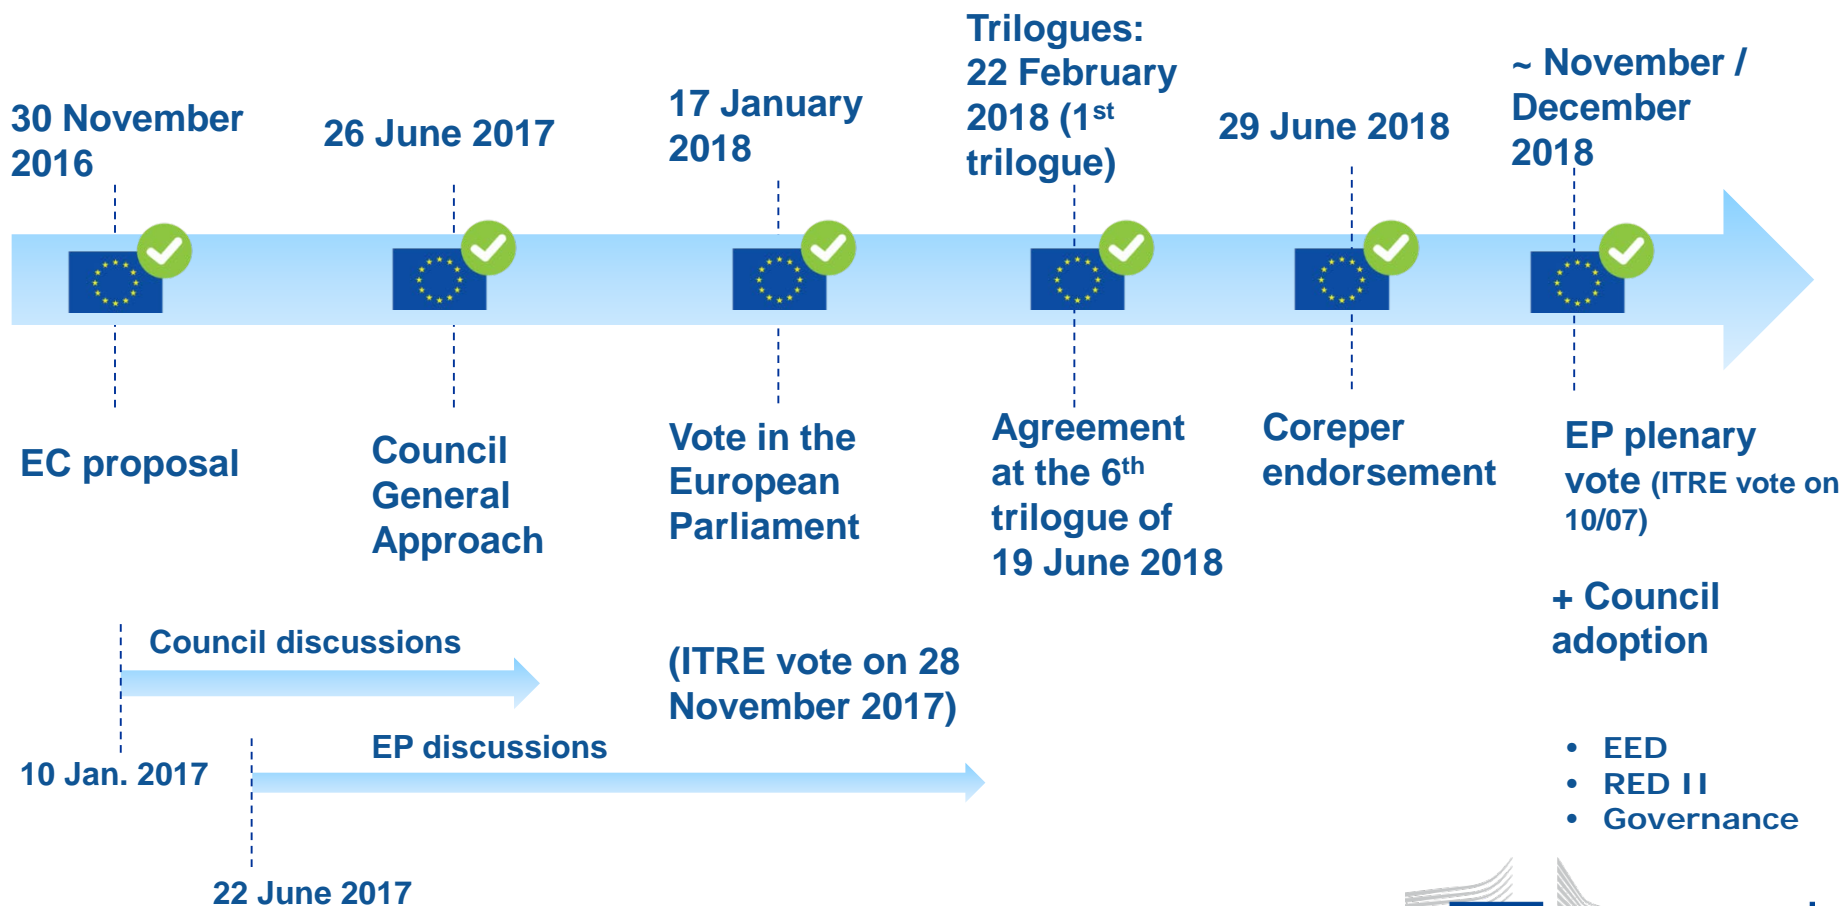 30 November
2016
26 June 2017
17 January
2018
Trilogues:
22 February
2018 (1st
trilogue)
29 June 2018
~ November /
December
2018
EC proposal
Council
General
Approach
Vote in the
European
Parliament
Agreement
at the 6th
trilogue of
19 June 2018
Coreper
endorsement
EP plenary
vote (ITRE vote on
10/07)
+ Council
adoption
Council discussions
(ITRE vote on 28
November 2017)
10 Jan. 2017
EP discussions
22 June 2017
• EED
• RED II
• Governance